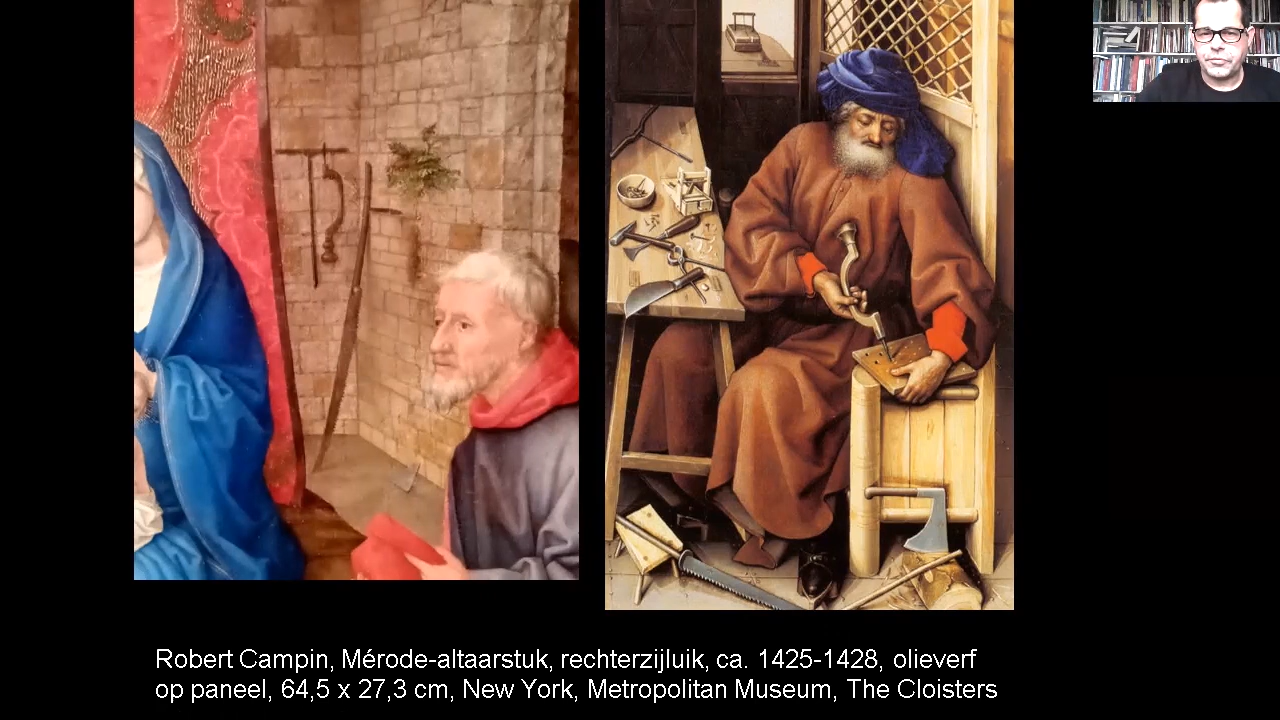 Robert Campin, Mérode-altaarstuk, rechterzijluik, ca. 1425-1428, olieverf
op paneel, 64,5 x 27,3 cm, New York, Metropolitan Museum, The Cloisters